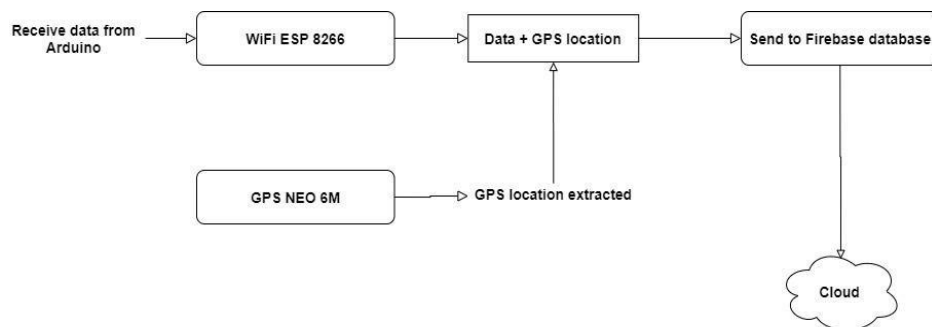 Receive data from
Arduino
WiFi ESP 8266
Data + GPS location
Send to Firebase database
GPS NEO 6M
GPS location extracted
Cloud